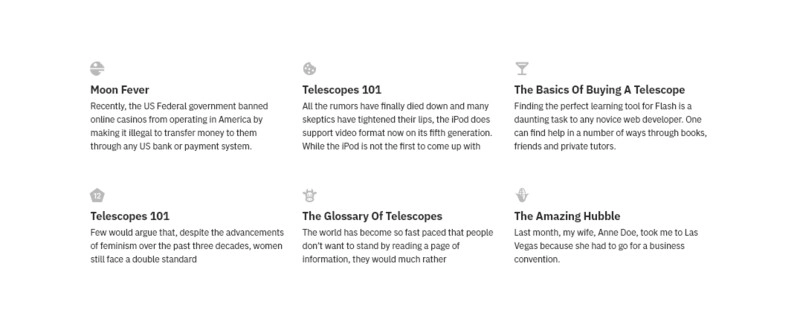 Moon Fever
Recently, the US Federal government banned
online casinos from operating in America by
making it illegal to transfer money to them
through any US bank or payment system.
Telescopes 101
All the rumors have finally died down and many
skeptics have tightened their lips, the iPod does
support video format now on its fifth generation.
While the iPod is not the first to come up with
The Basics Of Buying A Telescope
Finding the perfect learning tool for Flash is a
daunting task to any novice web developer. One
can find help in a number of ways through books,
friends and private tutors.
12
Telescopes 101
Few would argue that, despite the advancements
of feminism over the past three decades, women
still face a double standard
The Glossary Of Telescopes
The world has become so fast paced that people
don't want to stand by reading a page of
information, they would much rather
The Amazing Hubble
Last month, my wife, Anne Doe, took me to Las
Vegas because she had to go for a business
convention.